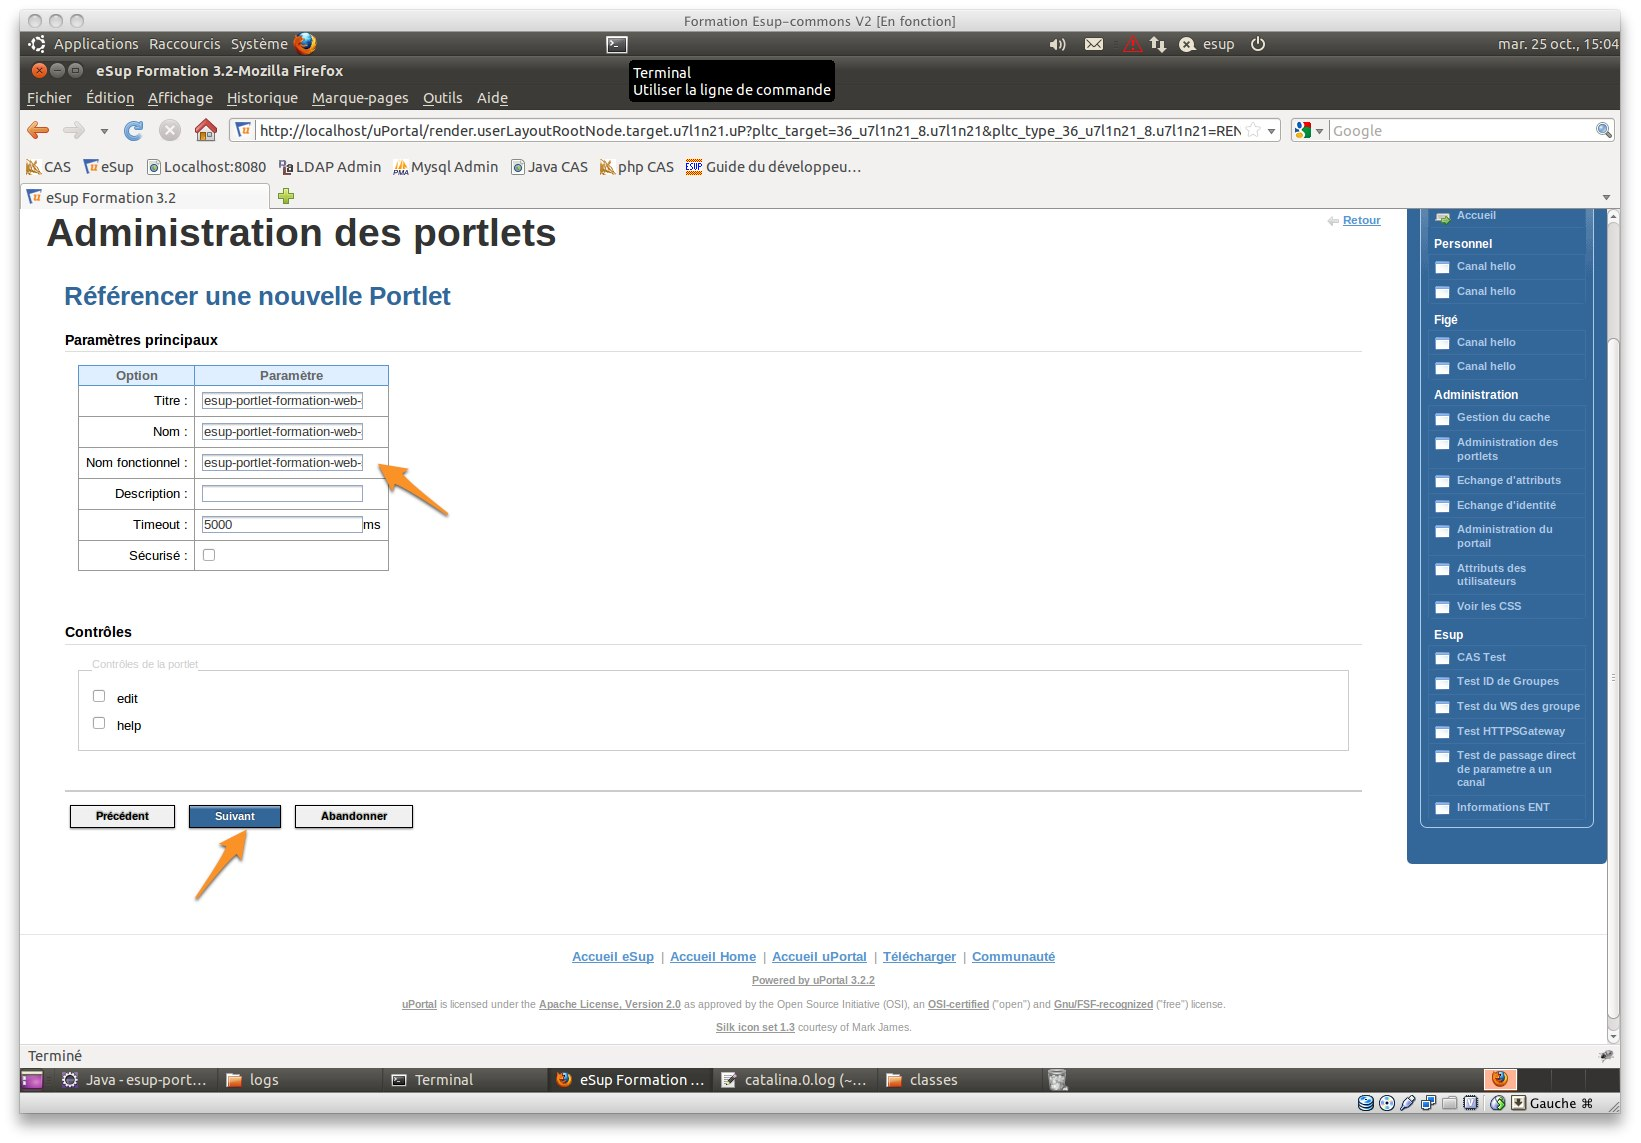 Formation Esup-commons V2 [En fonction]
Applications Raccourcis Système esup mar. 25 oct., 15:04
eSup Formation 3.2-Mozilla Firefox
Terminal
Utiliser la ligne de commande
Fichier Édition Affichage Historique Marque-pages Outils Aide
http://localhost/uPortal/render.userLayoutRootNode.target.u7l1n21.uP?pltc_target=36_u7l1n21_8.u7l1n21&pltc_type_36_u7l1n21_8.u7l1n21=REN Google
CAS eSup Localhost:8080 LDAP Admin Mysql Admin Java CAS php CAS Guide du développeu...
eSup Formation 3.2
Administration des portlets
Retour
Référencer une nouvelle Portlet
Paramètres principaux
Option Paramètre
Titre : esup-portlet-formation-web-
Nom : esup-portlet-formation-web-
Nom fonctionnel : esup-portlet-formation-web-
Description :
Timeout : 5000 ms
Sécurisé :
Contrôles
Contrôles de la portlet
edit
help
Précédent Suivant Abandonner
Accueil
Personnel
Canal hello
Canal hello
Figé
Canal hello
Canal hello
Administration
Gestion du cache
Administration des
portlets
Echange d'attributs
Echange d'identité
Administration du
portail
Attributs des
utilisateurs
Voir les CSS
Esup
CAS Test
Test ID de Groupes
Test du WS des groupe
Test HTTPSGateway
Test de passage direct
de parametre a un
canal
Informations ENT
Accueil eSup | Accueil Home | Accueil uPortal | Télécharger | Communauté
Powered by uPortal 3.2.2
uPortal is licensed under the Apache License, Version 2.0 as approved by the Open Source Initiative (OSI), an OSI-certified ("open") and Gnu/FSF-recognized ("free") license.
Silk icon set 1.3 courtesy of Mark James.
Terminé
Java - esup-port... logs Terminal eSup Formation ... catalina.0.log (~... classes
Gauche ⌘